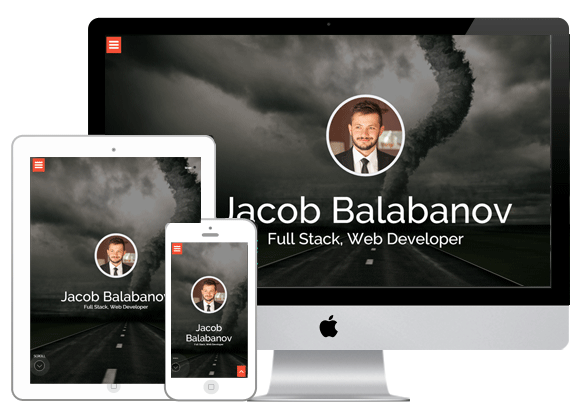 Jacob Balabanov
Full Stack, Web Developer
Jacob Balabanov
Full Stack, Web Developer
SCROLL
Jacob
Balabanov
Full Stack, Web Developer